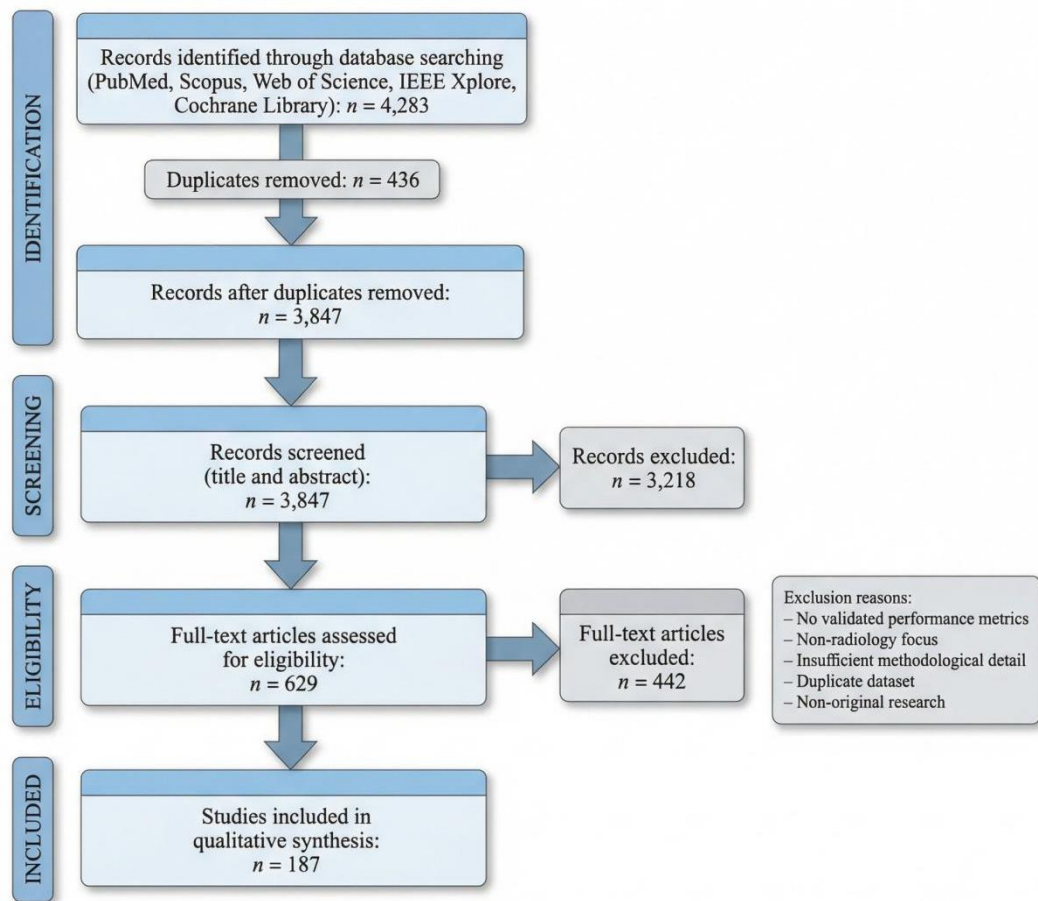 IDENTIFICATION
Records identified through database searching
(PubMed, Scopus, Web of Science, IEEE Xplore,
Cochrane Library): n = 4,283
Duplicates removed: n = 436
Records after duplicates removed:
n = 3,847
SCREENING
Records screened
(title and abstract):
n = 3,847
Records excluded:
n = 3,218
ELIGIBILITY
Full-text articles assessed
for eligibility:
n = 629
Full-text articles
excluded:
n = 442
Exclusion reasons:
– No validated performance metrics
– Non-radiology focus
– Insufficient methodological detail
– Duplicate dataset
– Non-original research
INCLUDED
Studies included in
qualitative synthesis:
n = 187